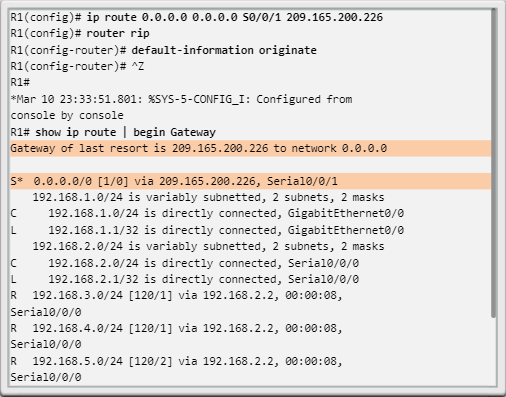 R1(config)# ip route 0.0.0.0 0.0.0.0 S0/0/1 209.165.200.226
R1(config)# router rip
R1(config-router)# default-information originate
R1(config-router)# ^Z
R1#
*Mar 10 23:33:51.801: %SYS-5-CONFIG_I: Configured from
console by console
R1# show ip route | begin Gateway
Gateway of last resort is 209.165.200.226 to network 0.0.0.0
S* 0.0.0.0/0 [1/0] via 209.165.200.226, Serial0/0/1
192.168.1.0/24 is variably subnetted, 2 subnets, 2 masks
C 192.168.1.0/24 is directly connected, GigabitEthernet0/0
L 192.168.1.1/32 is directly connected, GigabitEthernet0/0
192.168.2.0/24 is variably subnetted, 2 subnets, 2 masks
C 192.168.2.0/24 is directly connected, Serial0/0/0
L 192.168.2.1/32 is directly connected, Serial0/0/0
R 192.168.3.0/24 [120/1] via 192.168.2.2, 00:00:08,
Serial0/0/0
R 192.168.4.0/24 [120/1] via 192.168.2.2, 00:00:08,
Serial0/0/0
R 192.168.5.0/24 [120/2] via 192.168.2.2, 00:00:08,
Serial0/0/0